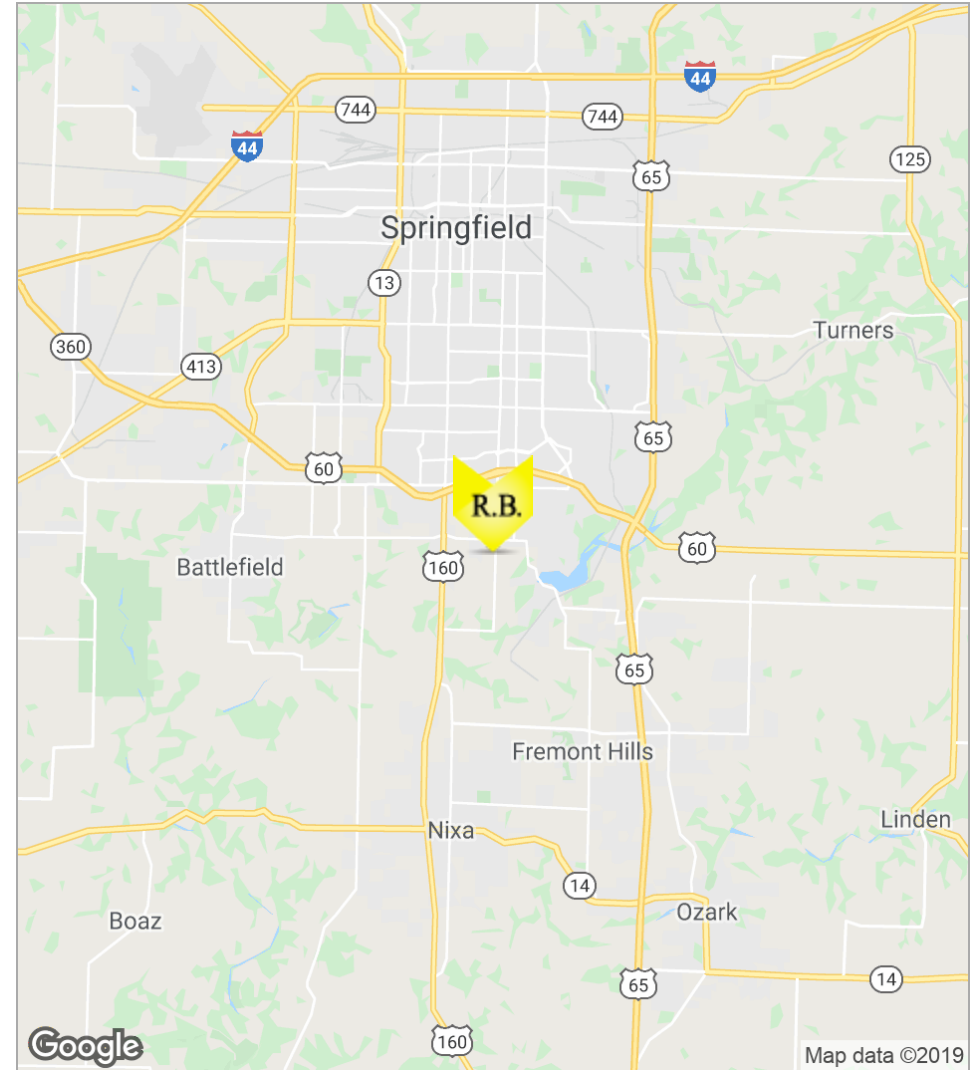 44
744
744
44
125
65
Springfield
13
Turners
360
413
65
60
R.B.
60
Battlefield
160
65
Fremont Hills
Linden
Nixa
14
Boaz
Ozark
14
65
160
Google
Map data ©2019